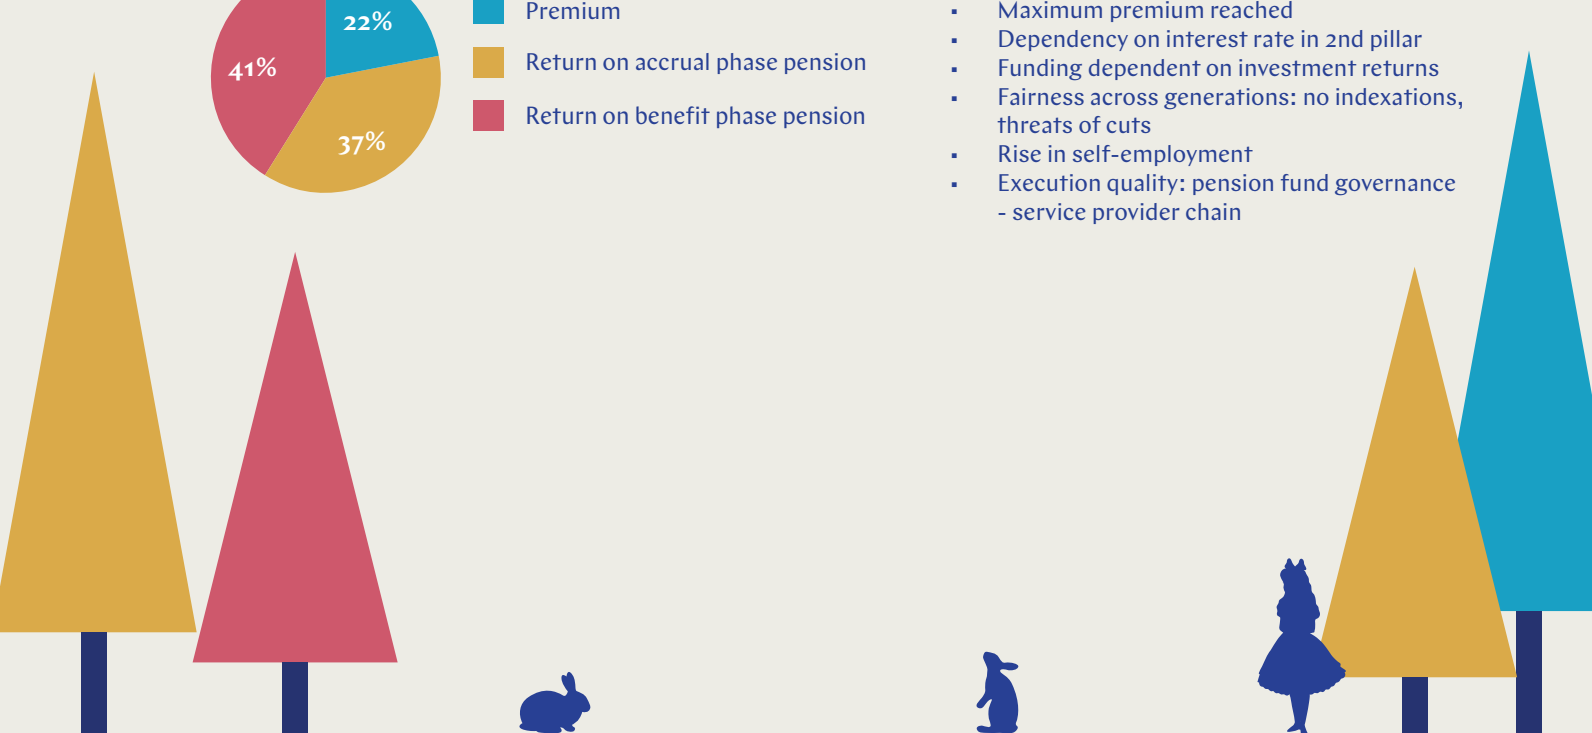 22%
41%
37%
Premium
Return on accrual phase pension
Return on benefit phase pension
▪ Maximum premium reached
▪ Dependency on interest rate in 2nd pillar
▪ Funding dependent on investment returns
▪ Fairness across generations: no indexations,
threats of cuts
▪ Rise in self-employment
▪ Execution quality: pension fund governance
- service provider chain